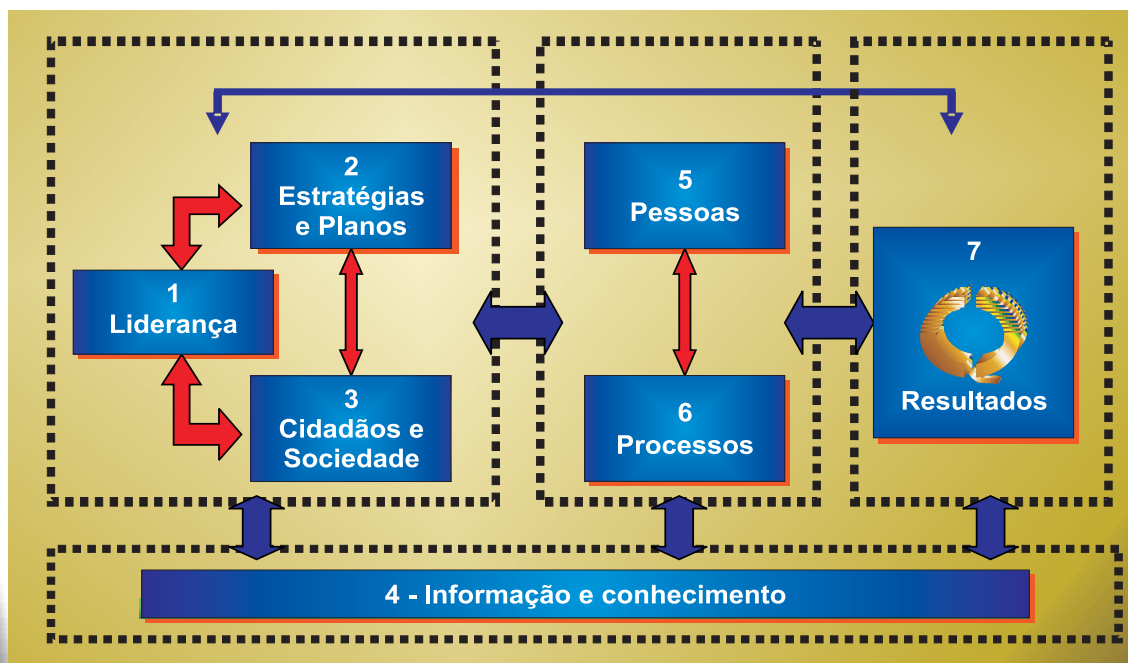 1
Liderança
2
Estratégias
e Planos
3
Cidadãos e
Sociedade
5
Pessoas
6
Processos
7
Resultados
4 - Informação e conhecimento